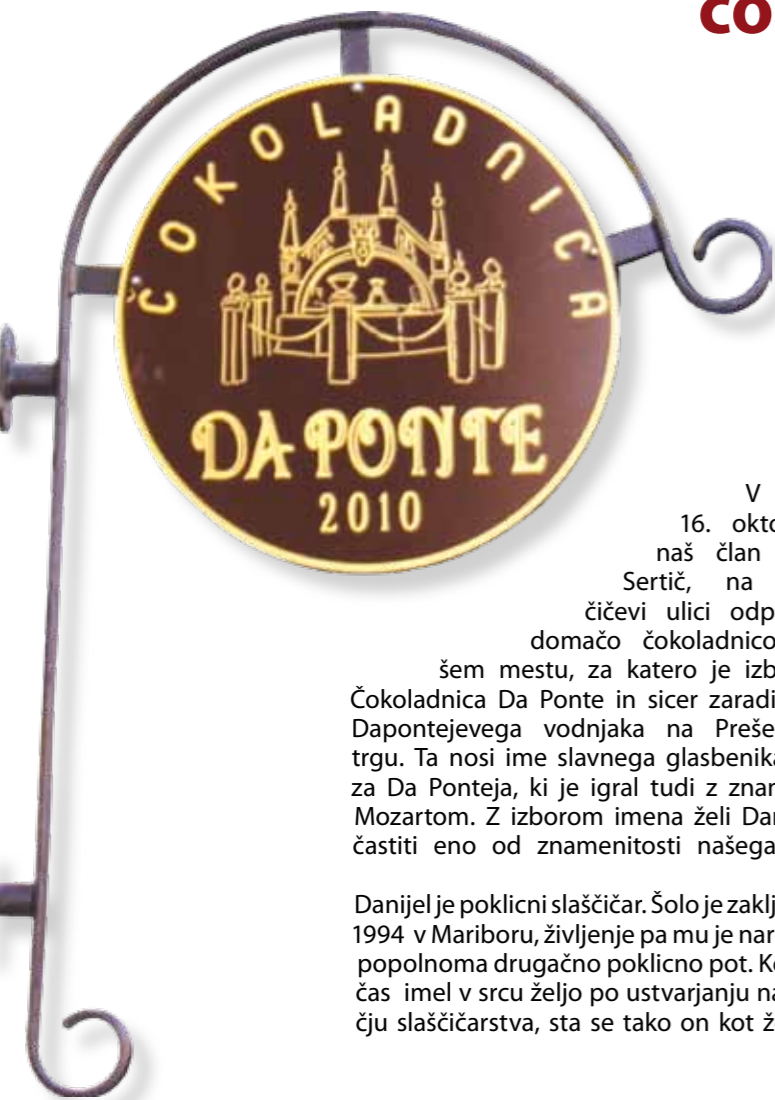 CO
ČOKOLADNICA
DA PONTE
2010
V
16. okto
naš član
Sertič, na
čičevi ulici odp
domačo čokoladnico
šem mestu, za katero je izb
Čokoladnica Da Ponte in sicer zaradi
Dapontejevega vodnjaka na Preše
trgu. Ta nosi ime slavnega glasbenika
za Da Ponteja, ki je igral tudi z znar
Mozartom. Z izborom imena želi Dar
častiti eno od znamenitosti našega
Danijel je poklicni slaščičar. Šolo je zaklj
1994 v Mariboru, življenje pa mu je nar
popolnoma drugačno poklicno pot. Ke
čas imel v srcu željo po ustvarjanju na
čju slaščičarstva, sta se tako on kot ž